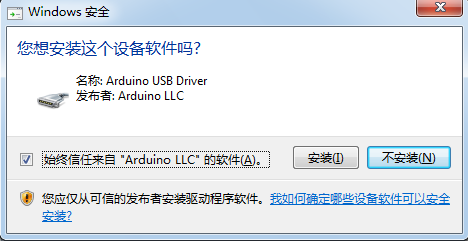 Windows 安全
您想安装这个设备软件吗?
名称: Arduino USB Driver
发布者: Arduino LLC
始终信任来自 "Arduino LLC" 的软件(A)。
安装(I)
不安装(N)
您应仅从可信的发布者安装驱动程序软件。我如何确定哪些设备软件可以安全
安装?